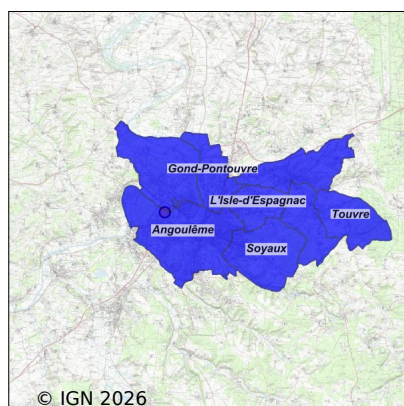 Gond-Pontouvre
L'Isle-d'Espagnac
Touvre
Angoulême
Soyaux
© IGN 2026